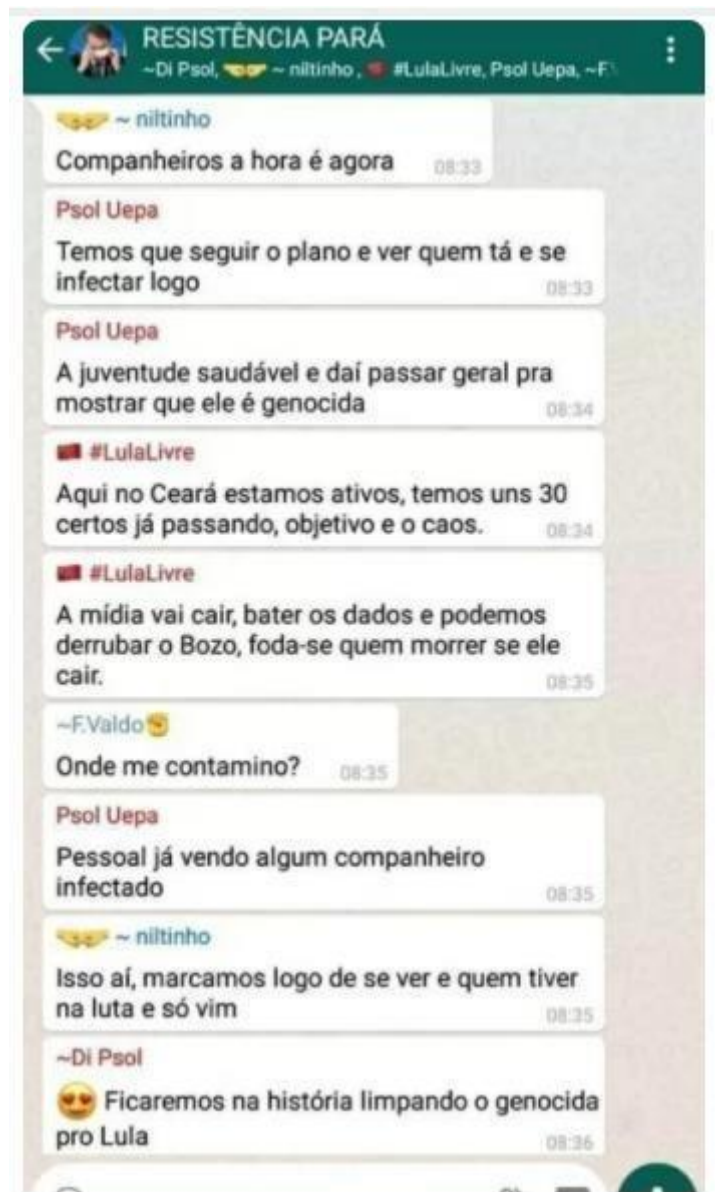 RESISTÊNCIA PARÁ
~Di Psol, 🤝 ~ niltinho, #LulaLivre, Psol Uepa, ~F.
🤝 ~ niltinho
Companheiros a hora é agora 08:33
Psol Uepa
Temos que seguir o plano e ver quem tá e se
infectar logo 08:33
Psol Uepa
A juventude saudável e daí passar geral pra
mostrar que ele é genocida 08:34
#LulaLivre
Aqui no Ceará estamos ativos, temos uns 30
certos já passando, objetivo e o caos. 08:34
#LulaLivre
A mídia vai cair, bater os dados e podemos
derrubar o Bozo, foda-se quem morrer se ele
cair. 08:35
~F.Valdo✊
Onde me contamino? 08:35
Psol Uepa
Pessoal já vendo algum companheiro
infectado 08:35
🤝 ~ niltinho
Isso aí, marcamos logo de se ver e quem tiver
na luta e só vim 08:35
~Di Psol
😍 Ficaremos na história limpando o genocida
pro Lula 08:36